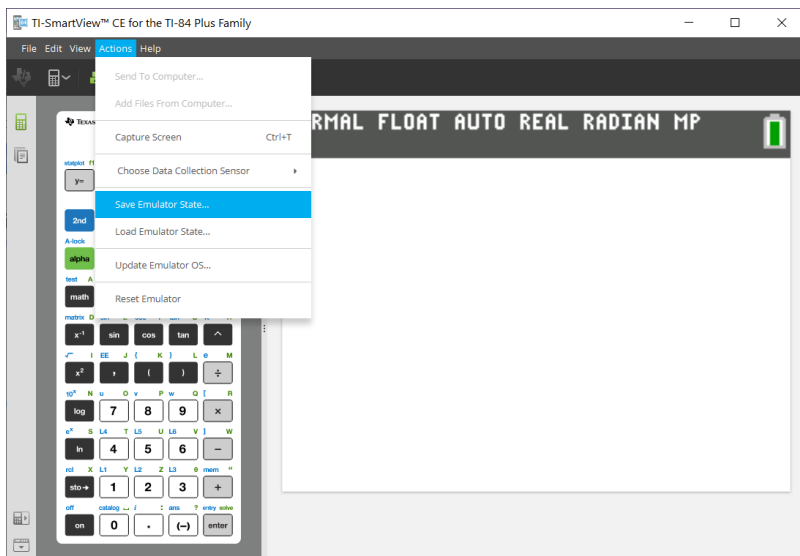 TI-SmartView™ CE for the TI-84 Plus Family
File Edit View Actions Help
Send To Computer...
Add Files From Computer...
Capture Screen Ctrl+T
Choose Data Collection Sensor
Save Emulator State...
Load Emulator State...
Update Emulator OS...
Reset Emulator
RMAL FLOAT AUTO REAL RADIAN MP
TEXAS
statplot f1
y=
2nd
A-lock
alpha
test A
math
matrix D
x⁻¹ sin cos tan ^
√ I EE J { K } L e M
x² , ( ) ÷
10ˣ N u O v P w Q [ R
log 7 8 9 ×
eˣ S L4 T L5 U L6 V ] W
ln 4 5 6 −
rcl X L1 Y L2 Z L3 θ mem "
sto→ 1 2 3 +
off catalog ⎵ i : ans ? entry solve
on 0 . (−) enter